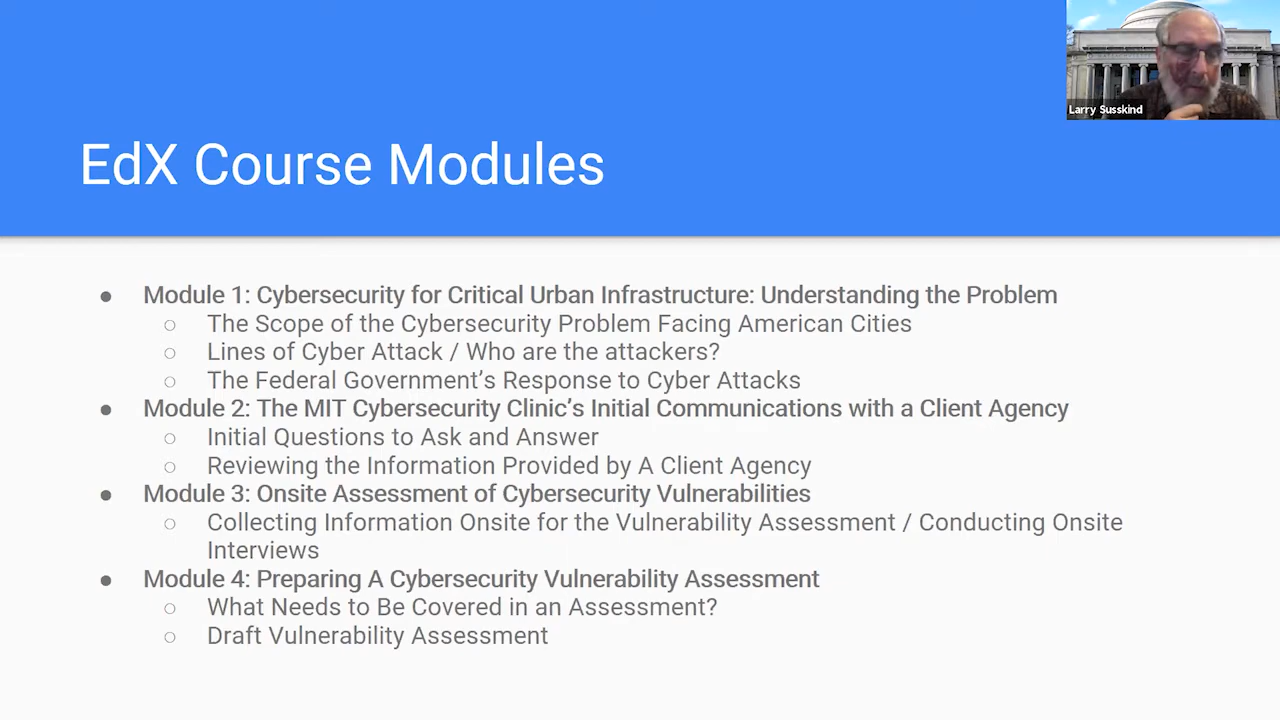 Larry Susskind
EdX Course Modules
● Module 1: Cybersecurity for Critical Urban Infrastructure: Understanding the Problem
○ The Scope of the Cybersecurity Problem Facing American Cities
○ Lines of Cyber Attack / Who are the attackers?
○ The Federal Government's Response to Cyber Attacks
● Module 2: The MIT Cybersecurity Clinic's Initial Communications with a Client Agency
○ Initial Questions to Ask and Answer
○ Reviewing the Information Provided by A Client Agency
● Module 3: Onsite Assessment of Cybersecurity Vulnerabilities
○ Collecting Information Onsite for the Vulnerability Assessment / Conducting Onsite
Interviews
● Module 4: Preparing A Cybersecurity Vulnerability Assessment
○ What Needs to Be Covered in an Assessment?
○ Draft Vulnerability Assessment